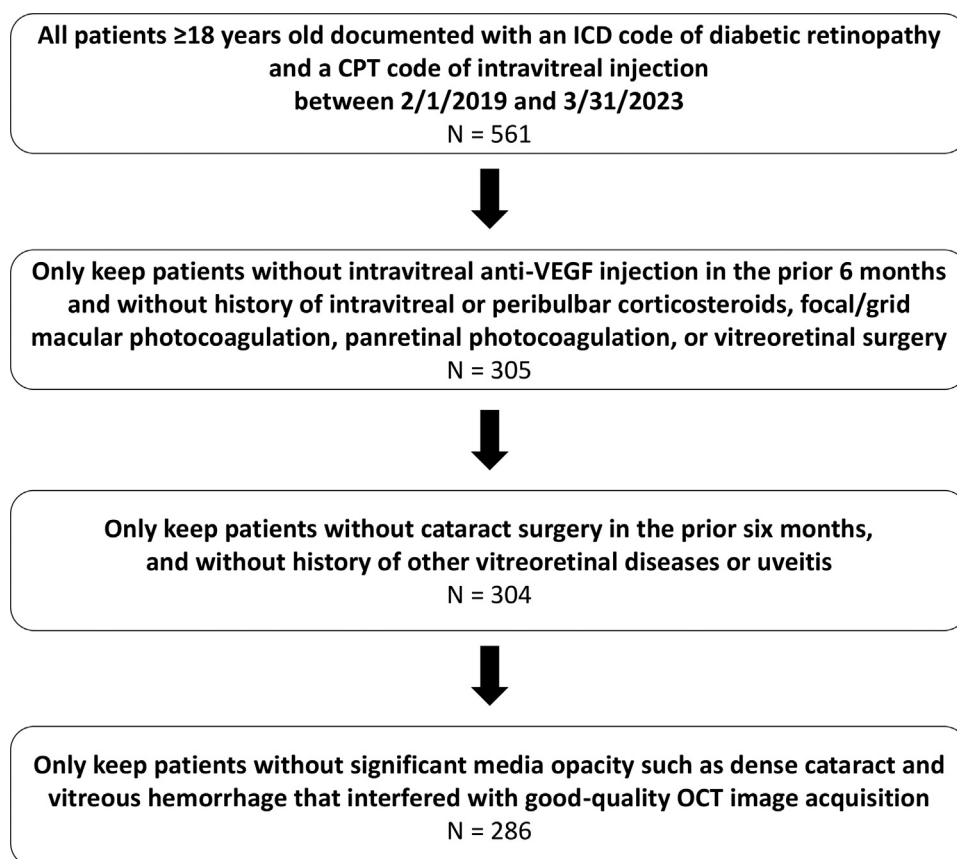 All patients ≥18 years old documented with an ICD code of diabetic retinopathy
and a CPT code of intravitreal injection
between 2/1/2019 and 3/31/2023
N = 561
Only keep patients without intravitreal anti-VEGF injection in the prior 6 months
and without history of intravitreal or peribulbar corticosteroids, focal/grid
macular photocoagulation, panretinal photocoagulation, or vitreoretinal surgery
N = 305
Only keep patients without cataract surgery in the prior six months,
and without history of other vitreoretinal diseases or uveitis
N = 304
Only keep patients without significant media opacity such as dense cataract and
vitreous hemorrhage that interfered with good-quality OCT image acquisition
N = 286